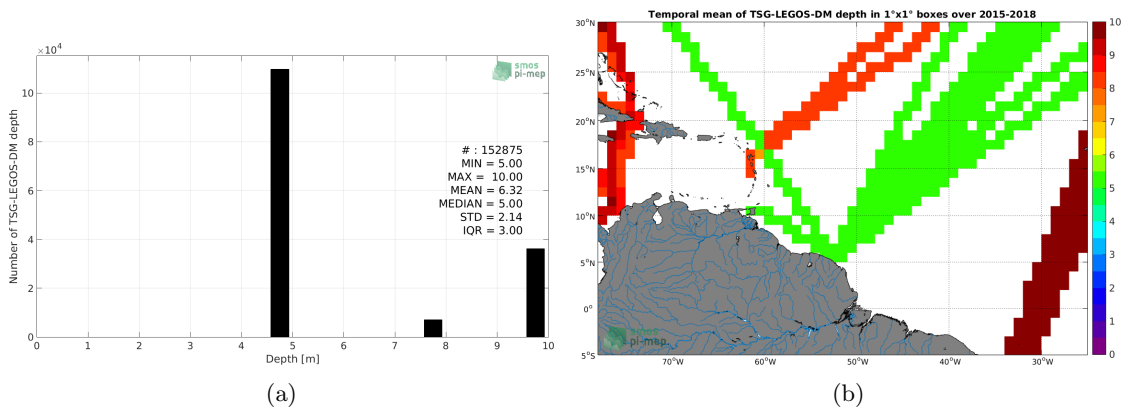 ×10⁴
10
8
6
4
2
0
Number of TSG-LEGOS-DM depth
smos
pi-mep
# : 152875
MIN = 5.00
MAX = 10.00
MEAN = 6.32
MEDIAN = 5.00
STD = 2.14
IQR = 3.00
0 1 2 3 4 5 6 7 8 9 10
Depth [m]
(a)
Temporal mean of TSG-LEGOS-DM depth in 1°x1° boxes over 2015-2018
30°N
25°N
20°N
15°N
10°N
5°N
0°
5°S
70°W 60°W 50°W 40°W 30°W
smos
pi-mep
10
9
8
7
6
5
4
3
2
1
0
(b)